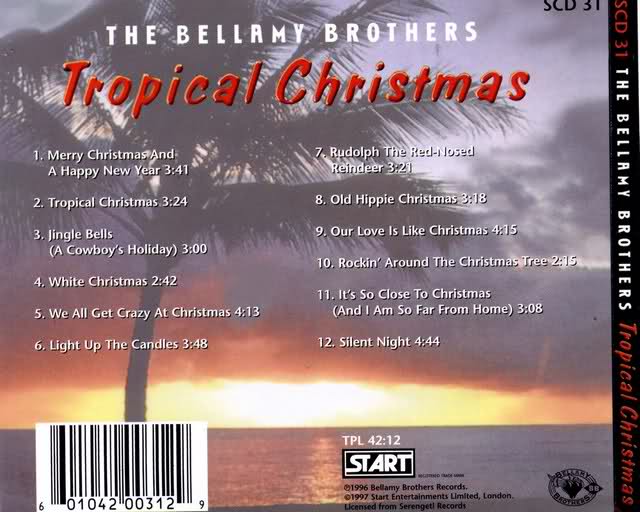 SCD 31
THE BELLAMY BROTHERS
Tropical Christmas
1. Merry Christmas And
A Happy New Year 3:41
2. Tropical Christmas 3:24
3. Jingle Bells
(A Cowboy's Holiday) 3:00
4. White Christmas 2:42
5. We All Get Crazy At Christmas 4:13
6. Light Up The Candles 3:48
7. Rudolph The Red-Nosed
Reindeer 3:21
8. Old Hippie Christmas 3:18
9. Our Love Is Like Christmas 4:15
10. Rockin' Around The Christmas Tree 2:15
11. It's So Close To Christmas
(And I Am So Far From Home) 3:08
12. Silent Night 4:44
6 01042 00312 9
TPL 42:12
START
REGISTERED TRADE MARK
℗1996 Bellamy Brothers Records.
©1997 Start Entertainments Limited, London.
Licensed from Serengeti Records
BELLAMY
BROTHERS
SCD 31 THE BELLAMY BROTHERS Tropical Christmas